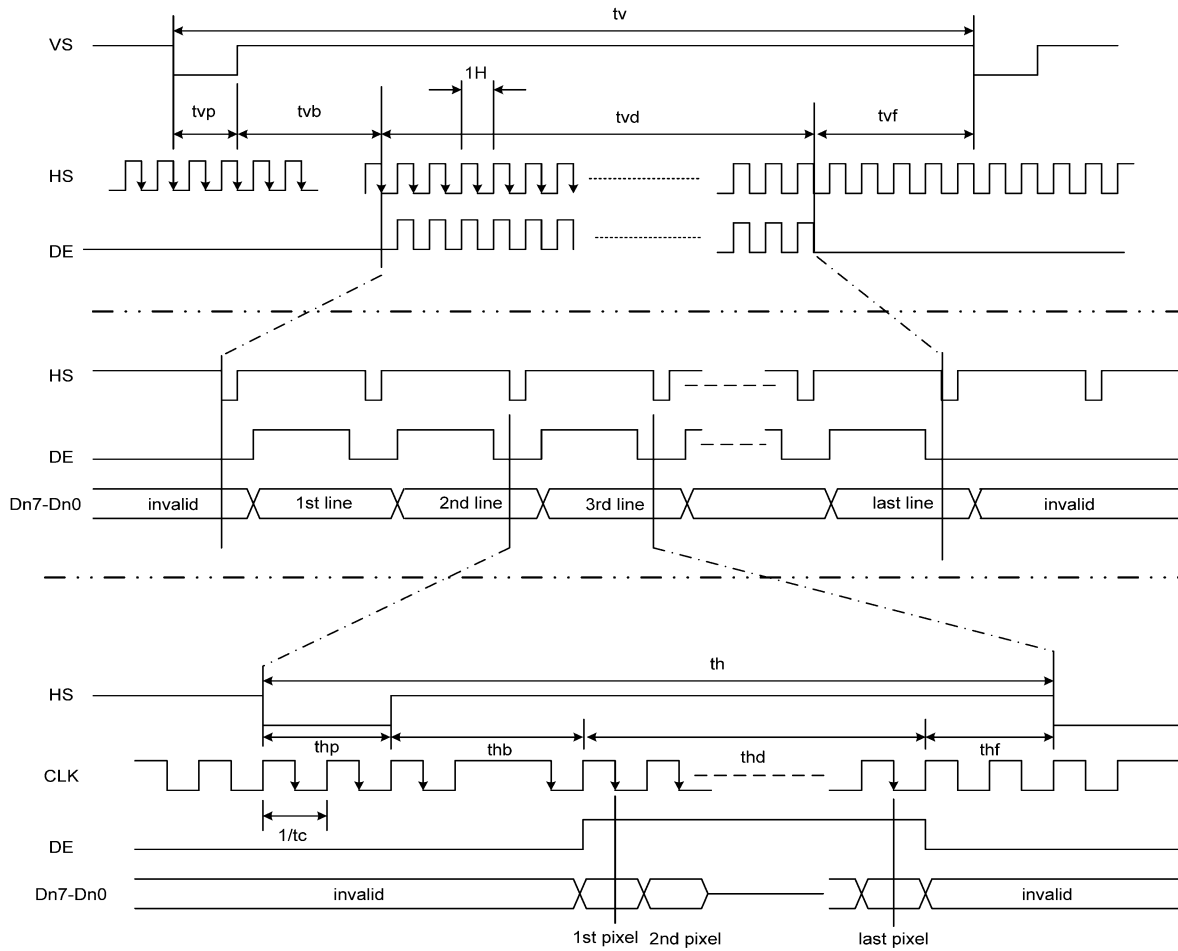 tv
VS
1H
tvp
tvb
tvd
tvf
HS
DE
HS
DE
Dn7-Dn0
invalid
1st line
2nd line
3rd line
last line
invalid
th
HS
thp
thb
thd
thf
CLK
1/tc
DE
Dn7-Dn0
invalid
invalid
1st pixel
2nd pixel
last pixel